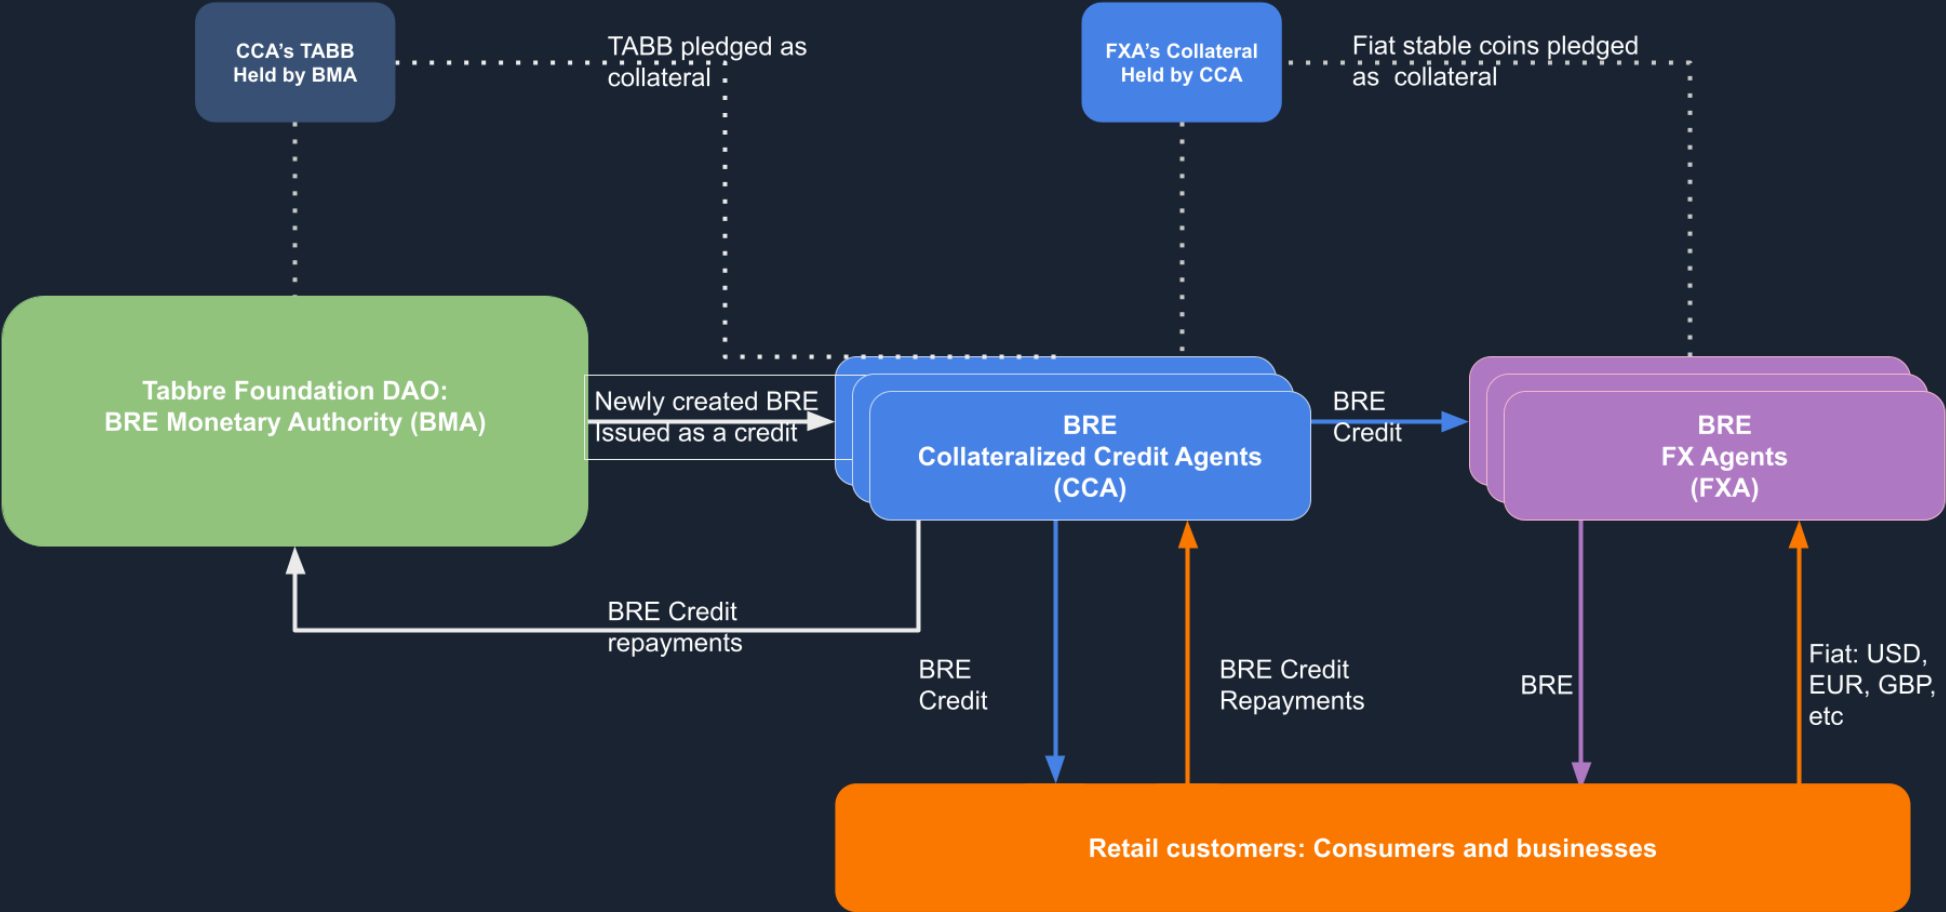 CCA’s TABB
Held by BMA
TABB pledged as
collateral
FXA’s Collateral
Held by CCA
Fiat stable coins pledged
as  collateral
Tabbre Foundation DAO:
BRE Monetary Authority (BMA)
Newly created BRE
Issued as a credit
BRE
Collateralized Credit Agents
(CCA)
BRE
Credit
BRE
FX Agents
(FXA)
BRE Credit
repayments
BRE
Credit
BRE Credit
Repayments
BRE
Fiat: USD,
EUR, GBP,
etc
Retail customers: Consumers and businesses